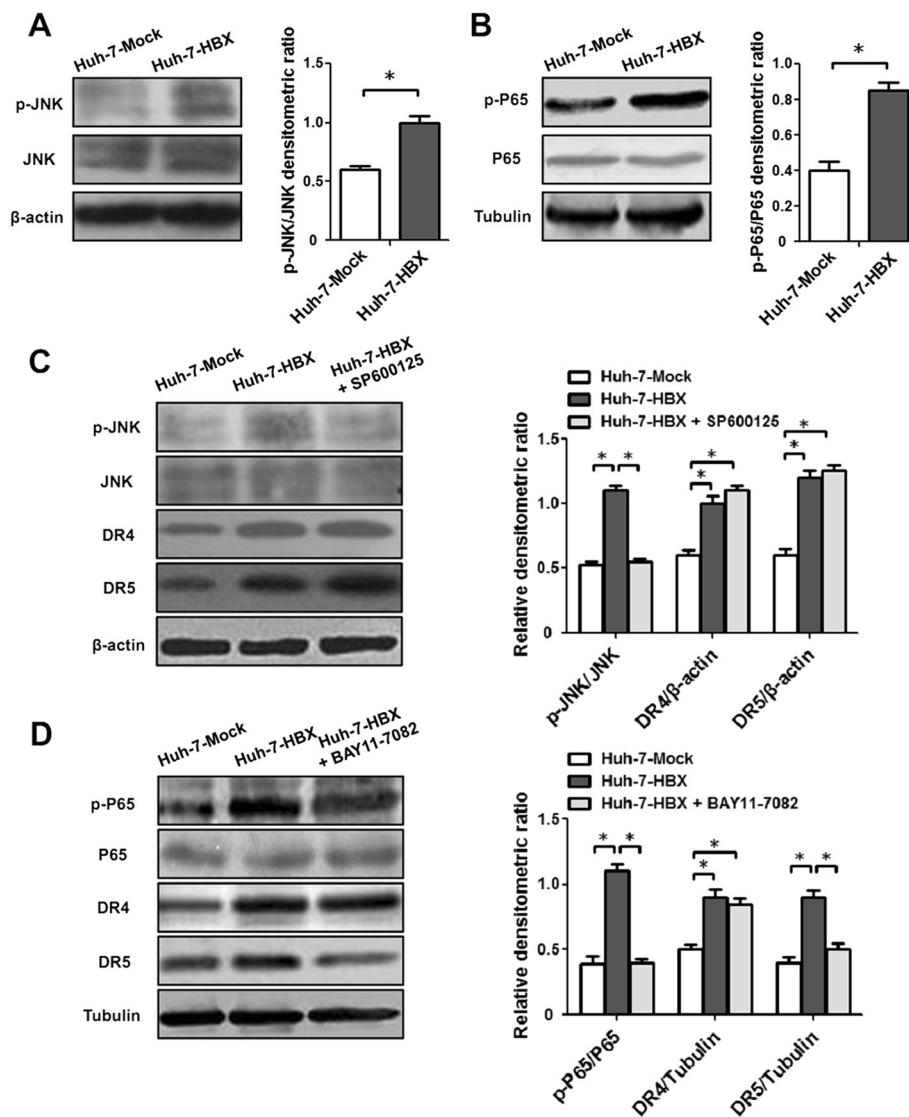 A
Huh-7-Mock
Huh-7-HBX
p-JNK
JNK
β-actin
p-JNK/JNK densitometric ratio
1.5
1.0
0.5
0
*
Huh-7-Mock
Huh-7-HBX
B
Huh-7-Mock
Huh-7-HBX
p-P65
P65
Tubulin
p-P65/P65 densitometric ratio
1.0
0.8
0.6
0.4
0.2
0
*
Huh-7-Mock
Huh-7-HBX
C
Huh-7-Mock
Huh-7-HBX
Huh-7-HBX
+ SP600125
p-JNK
JNK
DR4
DR5
β-actin
Huh-7-Mock
Huh-7-HBX
Huh-7-HBX + SP600125
Relative densitometric ratio
1.5
1.0
0.5
0
* * * * * *
p-JNK/JNK
DR4/β-actin
DR5/β-actin
D
Huh-7-Mock
Huh-7-HBX
Huh-7-HBX
+ BAY11-7082
p-P65
P65
DR4
DR5
Tubulin
Huh-7-Mock
Huh-7-HBX
Huh-7-HBX + BAY11-7082
Relative densitometric ratio
1.5
1.0
0.5
0
* * * * * *
p-P65/P65
DR4/Tubulin
DR5/Tubulin